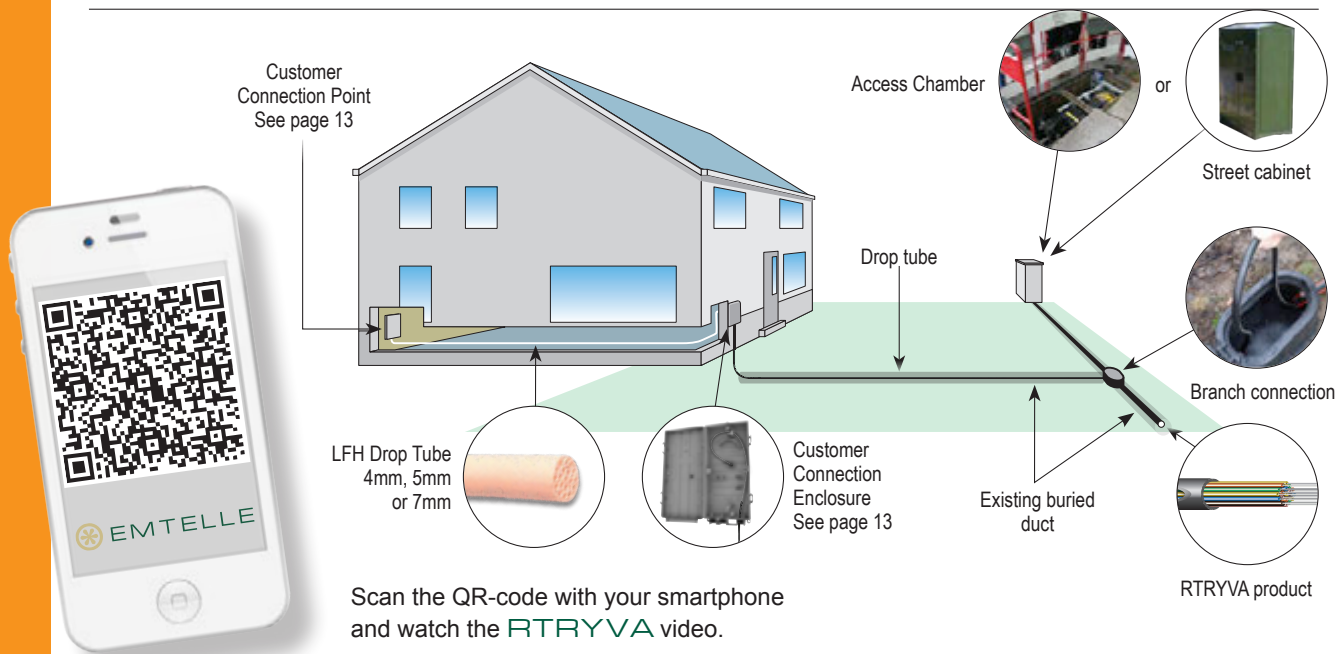 Customer
Connection Point
See page 13
Access Chamber
or
Street cabinet
Drop tube
Branch connection
LFH Drop Tube
4mm, 5mm
or 7mm
Customer
Connection
Enclosure
See page 13
Existing buried
duct
RTRYVA product
EMTELLE
Scan the QR-code with your smartphone
and watch the RTRYVA video.